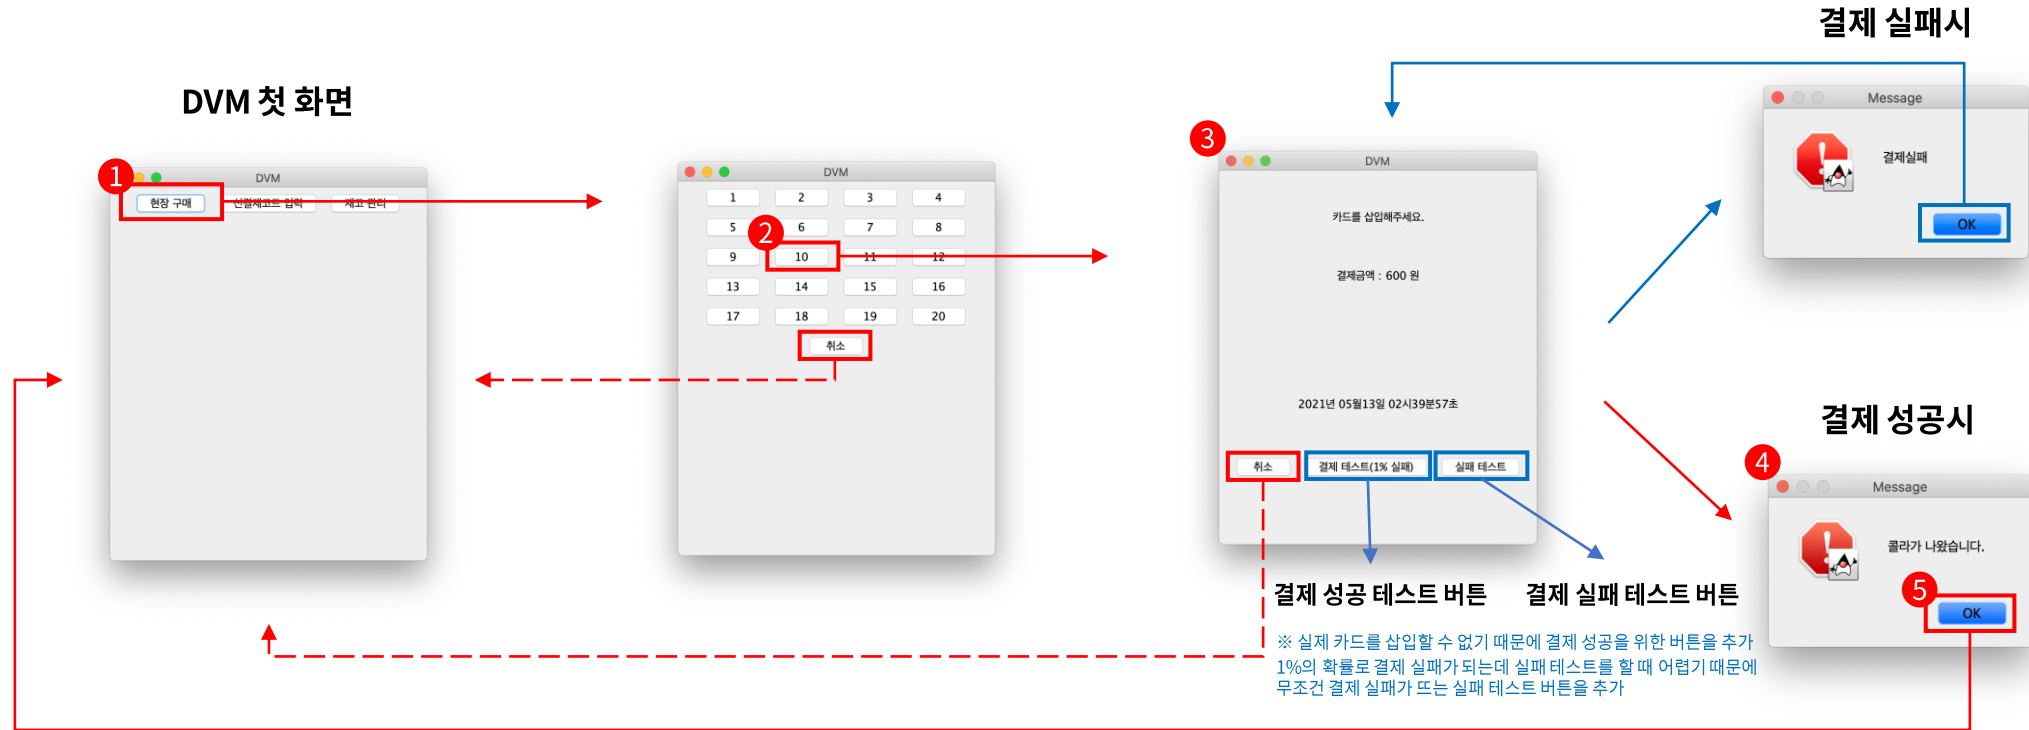 결제 실패시
DVM 첫 화면
Message
결제실패
OK
1
DVM
현장 구매
선결제코드 입력
재고 관리
DVM
1 2 3 4
5 6 7 8
2
9 10 11 12
13 14 15 16
17 18 19 20
취소
3
DVM
카드를 삽입해주세요.
결제금액 : 600 원
2021년 05월13일 02시39분57초
취소
결제 테스트(1% 실패)
실패 테스트
결제 성공 테스트 버튼
결제 실패 테스트 버튼
※ 실제 카드를 삽입할 수 없기 때문에 결제 성공을 위한 버튼을 추가
1%의 확률로 결제 실패가 되는데 실패 테스트를 할 때 어렵기 때문에
무조건 결제 실패가 뜨는 실패 테스트 버튼을 추가
결제 성공시
4
Message
콜라가 나왔습니다.
5
OK